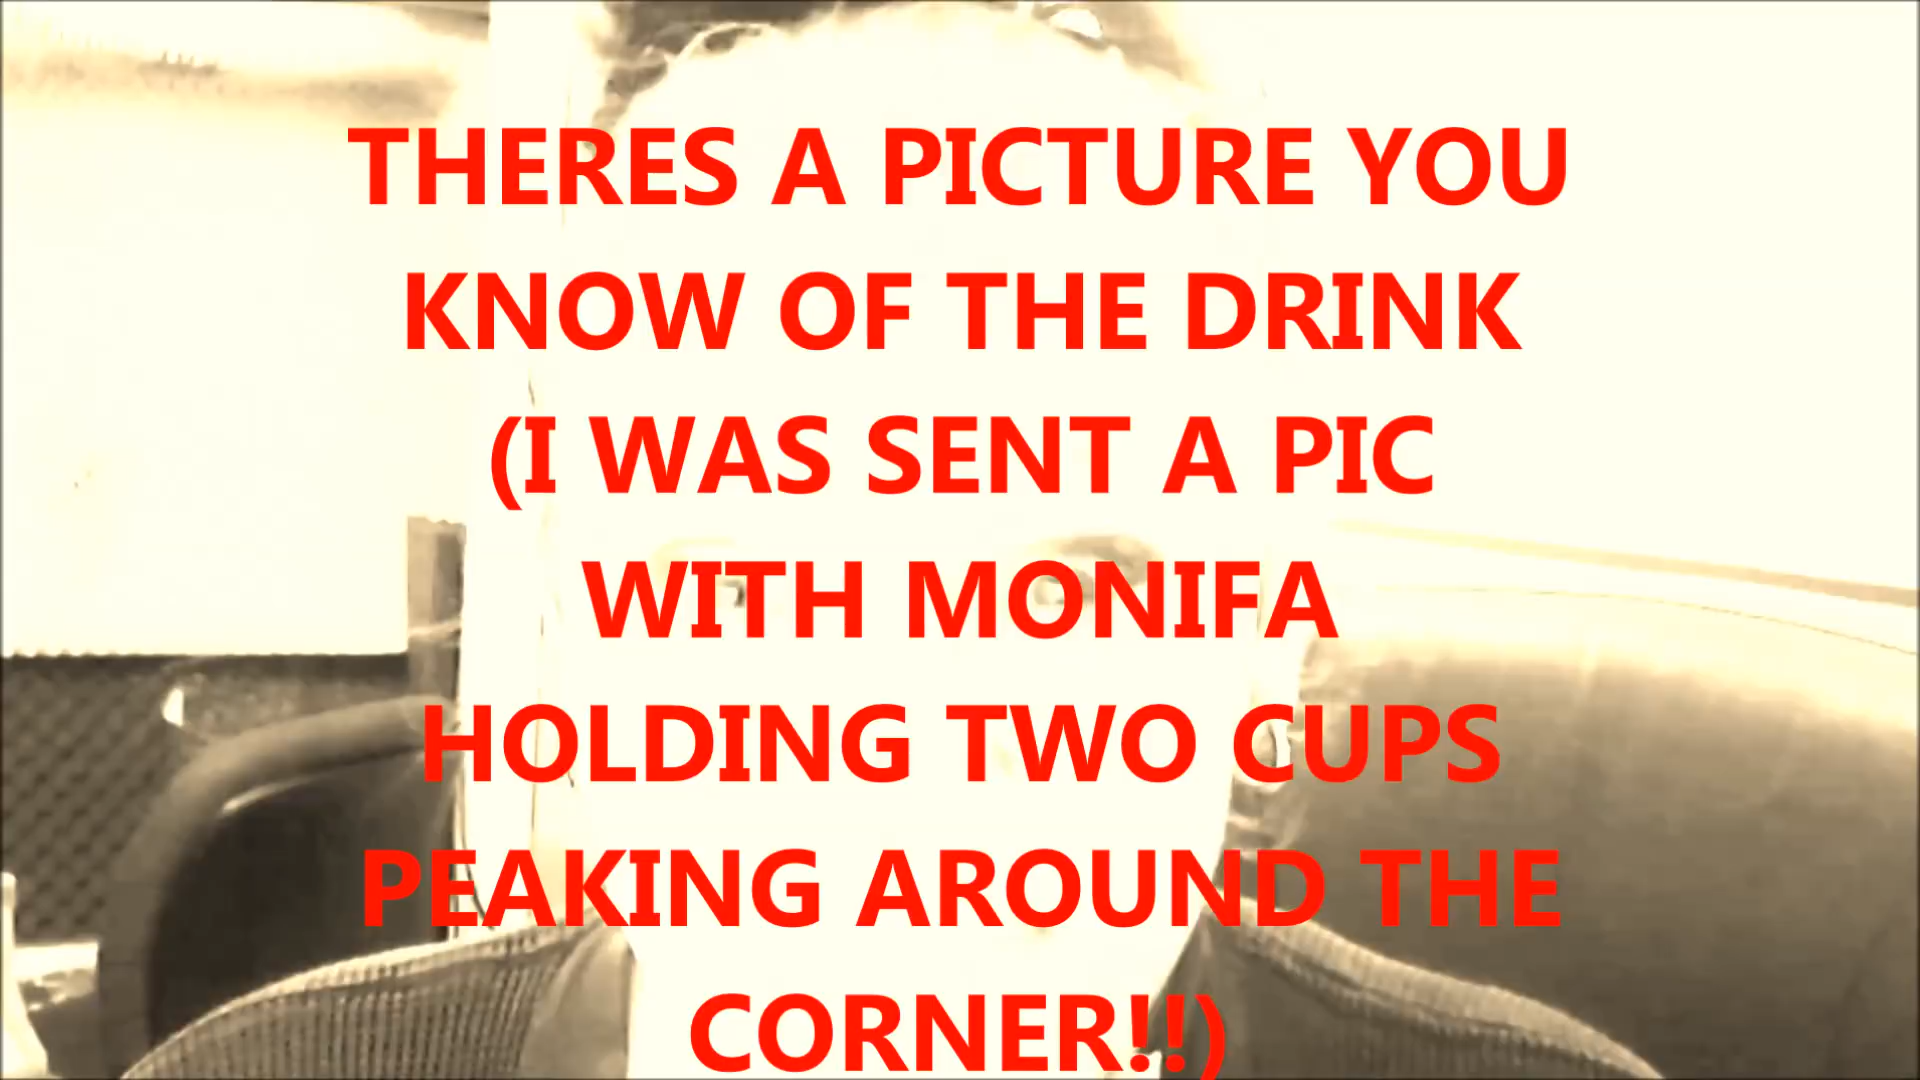 THERES A PICTURE YOU
KNOW OF THE DRINK
(I WAS SENT A PIC
WITH MONIFA
HOLDING TWO CUPS
PEAKING AROUND THE
CORNER!!)